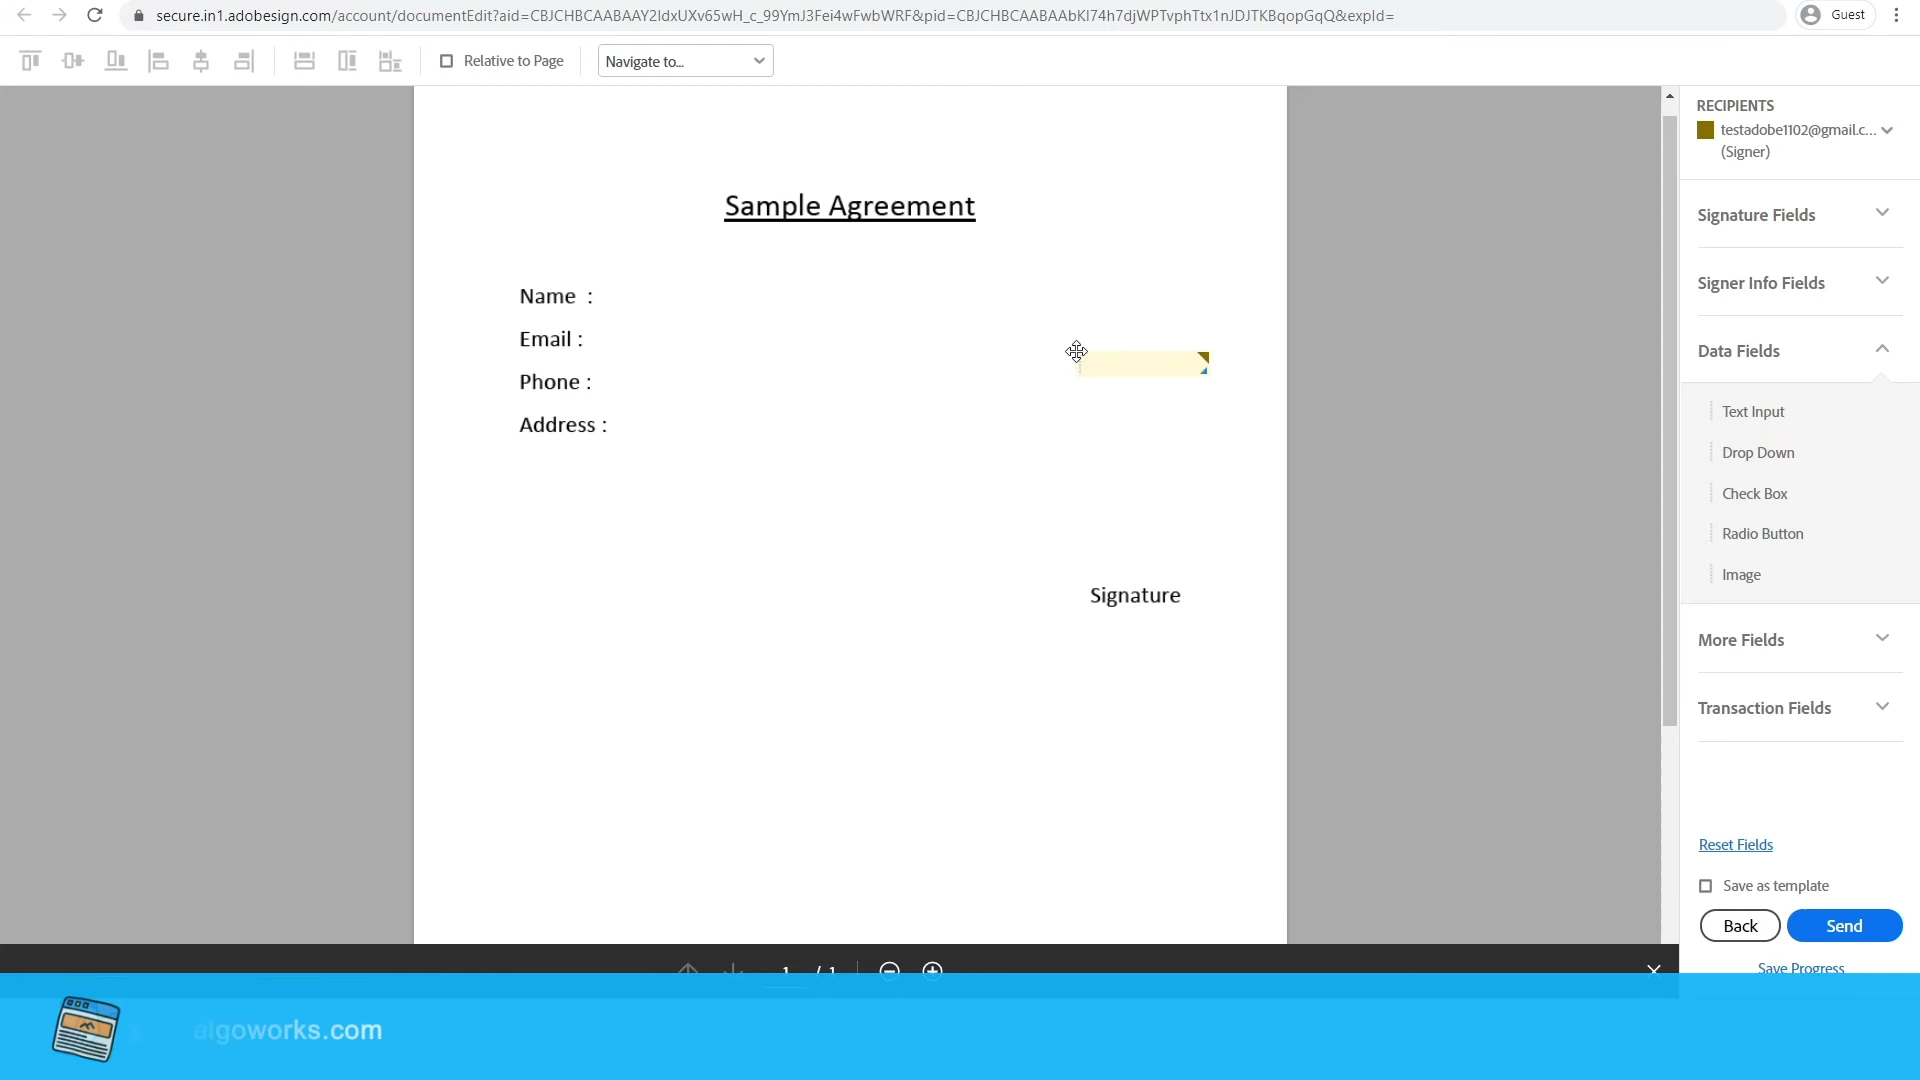 secure.in1.adobesign.com/account/documentEdit?aid=CBJCHBCAABAAY2IdxUXv65wH_c_99YmJ3Fei4wFwbWRF&pid=CBJCHBCAABAAbKI74h7djWPTvphTtx1nJDJTKBqopGqQ&expId=
Guest
Relative to Page
Navigate to...
RECIPIENTS
testadobe1102@gmail.c...
(Signer)
Sample Agreement
Signature Fields
Signer Info Fields
Name :
Email :
Data Fields
Phone :
Text Input
Address :
Drop Down
Check Box
Radio Button
Image
Signature
More Fields
Transaction Fields
Reset Fields
Save as template
Back Send
1 / 1
Save Progress
algoworks.com